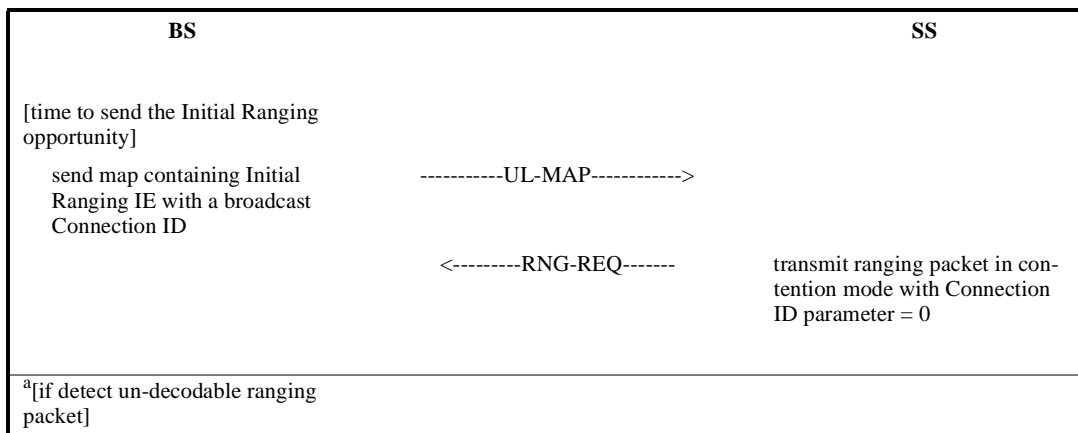 BS SS
[time to send the Initial Ranging
opportunity]
send map containing Initial
Ranging IE with a broadcast
Connection ID
-----------UL-MAP------------>
<---------RNG-REQ-------
transmit ranging packet in con-
tention mode with Connection
ID parameter = 0
a[if detect un-decodable ranging
packet]